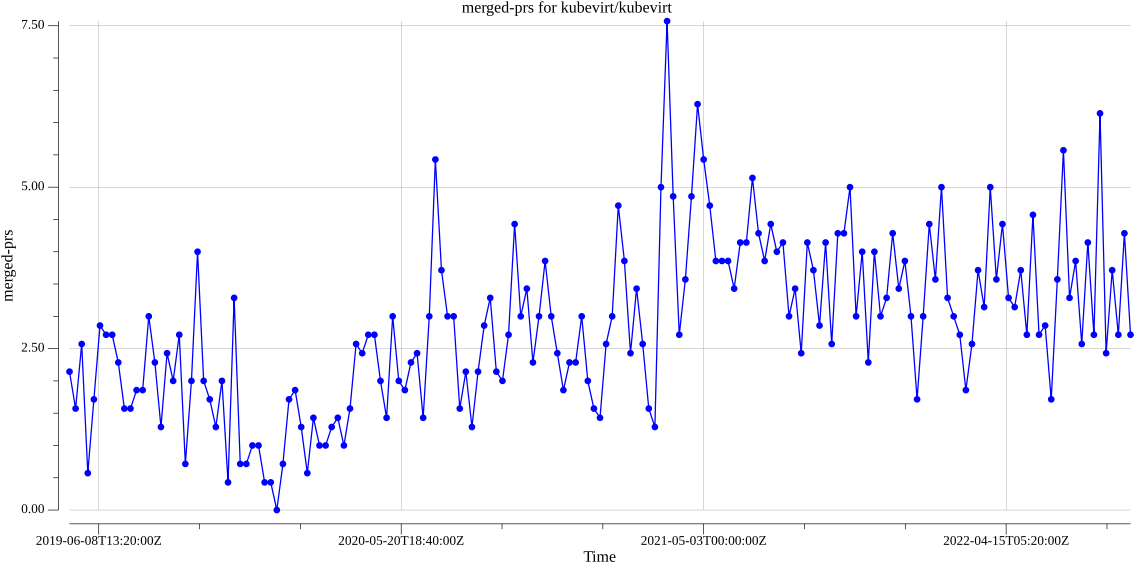 merged-prs for kubevirt/kubevirt
7.50
5.00
merged-prs
2.50
0.00
2019-06-08T13:20:00Z
2020-05-20T18:40:00Z
2021-05-03T00:00:00Z
2022-04-15T05:20:00Z
Time